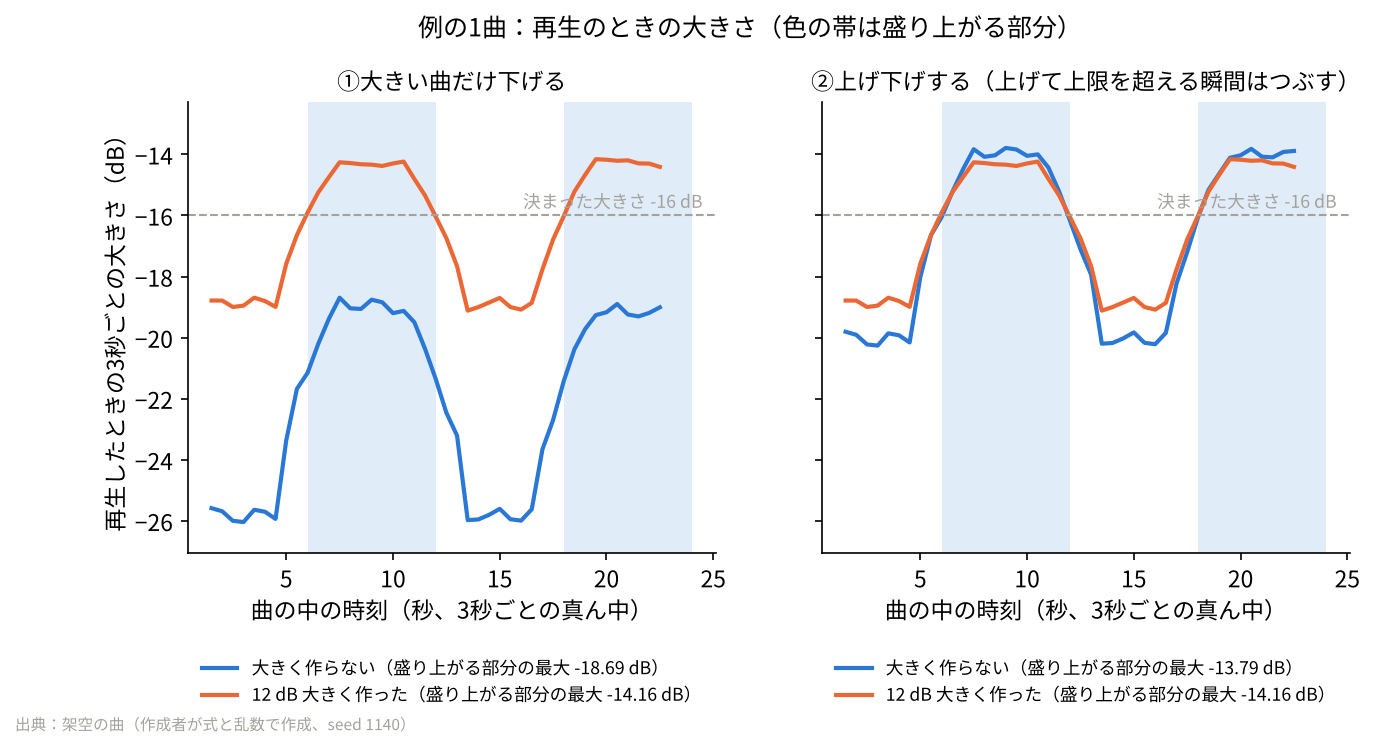 例の1曲：再生のときの大きさ（色の帯は盛り上がる部分）
①大きい曲だけ下げる
再生したときの3秒ごとの大きさ（dB）
−14
−16
−18
−20
−22
−24
−26
決まった大きさ -16 dB
5 10 15 20 25
曲の中の時刻（秒、3秒ごとの真ん中）
大きく作らない（盛り上がる部分の最大 -18.69 dB）
12 dB 大きく作った（盛り上がる部分の最大 -14.16 dB）
②上げ下げする（上げて上限を超える瞬間はつぶす）
決まった大きさ -16 dB
5 10 15 20 25
曲の中の時刻（秒、3秒ごとの真ん中）
大きく作らない（盛り上がる部分の最大 -13.79 dB）
12 dB 大きく作った（盛り上がる部分の最大 -14.16 dB）
出典：架空の曲（作成者が式と乱数で作成、seed 1140）